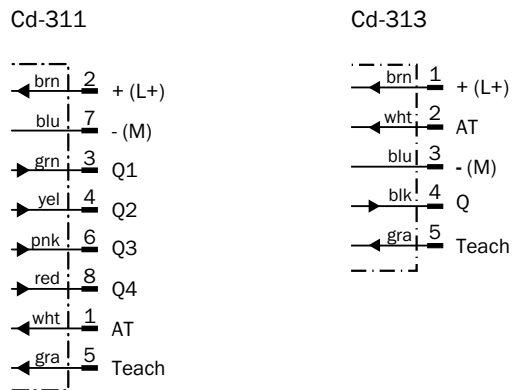 Cd-311
brn 2 + (L+)
blu 7 - (M)
grn 3 Q1
yel 4 Q2
pnk 6 Q3
red 8 Q4
wht 1 AT
gra 5 Teach
Cd-313
brn 1 + (L+)
wht 2 AT
blu 3 - (M)
blk 4 Q
gra 5 Teach